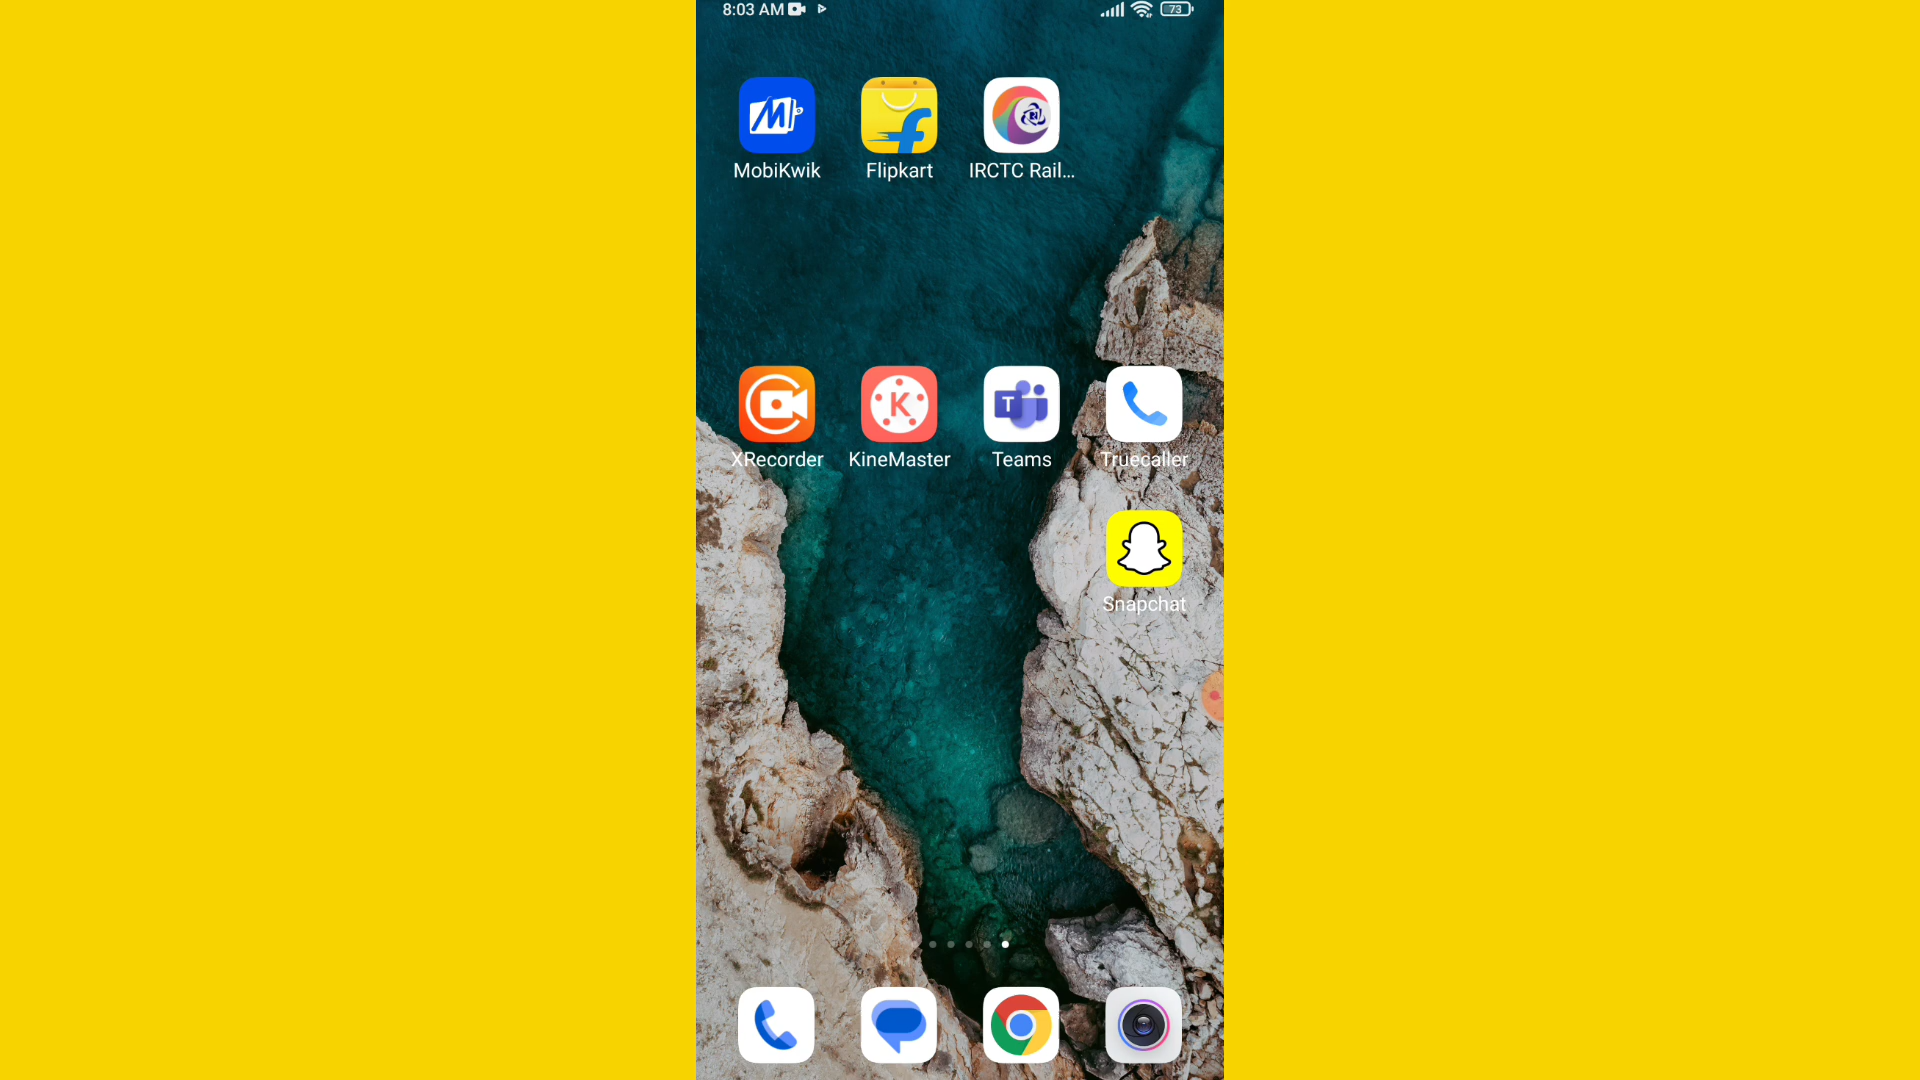 8:03 AM
73
MobiKwik
Flipkart
IRCTC Rail...
K
T
XRecorder
KineMaster
Teams
Truecaller
Snapchat